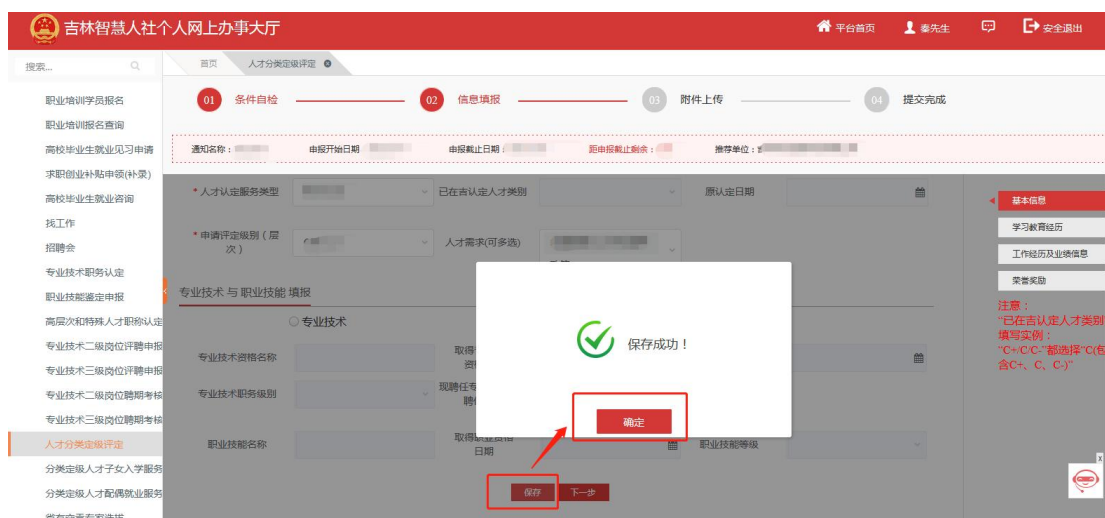 吉林智慧人社个人网上办事大厅
平台首页
秦先生
安全退出
搜索...
首页
人才分类定级评定
01 条件自检
02 信息填报
03 附件上传
04 提交完成
通知名称：
申报开始日期
申报截止日期：
距申报截止剩余：
推荐单位：
职业培训学员报名
职业培训报名查询
高校毕业生就业见习申请
求职创业补贴申领(补录)
高校毕业生就业咨询
找工作
招聘会
专业技术职务认定
职业技能鉴定申报
高层次和特殊人才职称认定
专业技术二级岗位评聘申报
专业技术三级岗位评聘申报
专业技术二级岗位聘期考核
专业技术三级岗位聘期考核
人才分类定级评定
分类定级人才子女入学服务
分类定级人才配偶就业服务
* 人才认定服务类型
已在吉认定人才类别
原认定日期
* 申请评定级别（层
次）
人才需求(可多选)
专业技术 与 职业技能 填报
专业技术
专业技术资格名称
取得
资
专业技术职务级别
现聘任专
聘
职业技能名称
取得职业资格
日期
职业技能等级
保存成功！
确定
保存
下一步
基本信息
学习教育经历
工作经历及业绩信息
荣誉奖励
注意：
“已在吉认定人才类别”
填写实例：
“C+/C/C-”都选择“C(包
含C+、C、C-)”
x